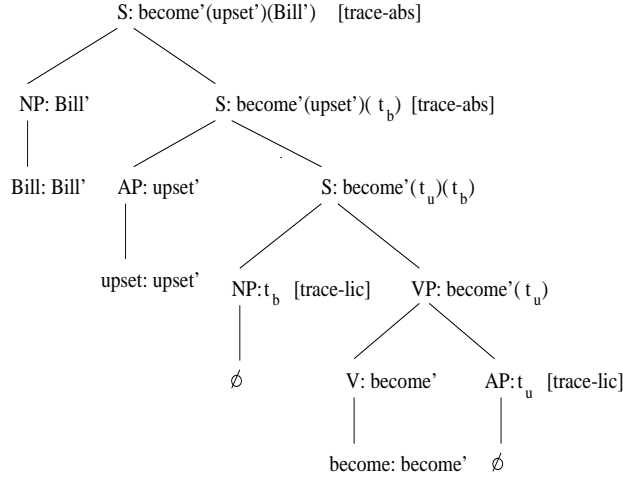 S: become’(upset’)(Bill’) [trace-abs]
NP: Bill’ S: become’(upset’)( t_b) [trace-abs]
Bill: Bill’ AP: upset’ S: become’(t_u)(t_b)
upset: upset’ NP:t_b [trace-lic] VP: become’( t_u)
∅ V: become’ AP:t_u [trace-lic]
become: become’ ∅